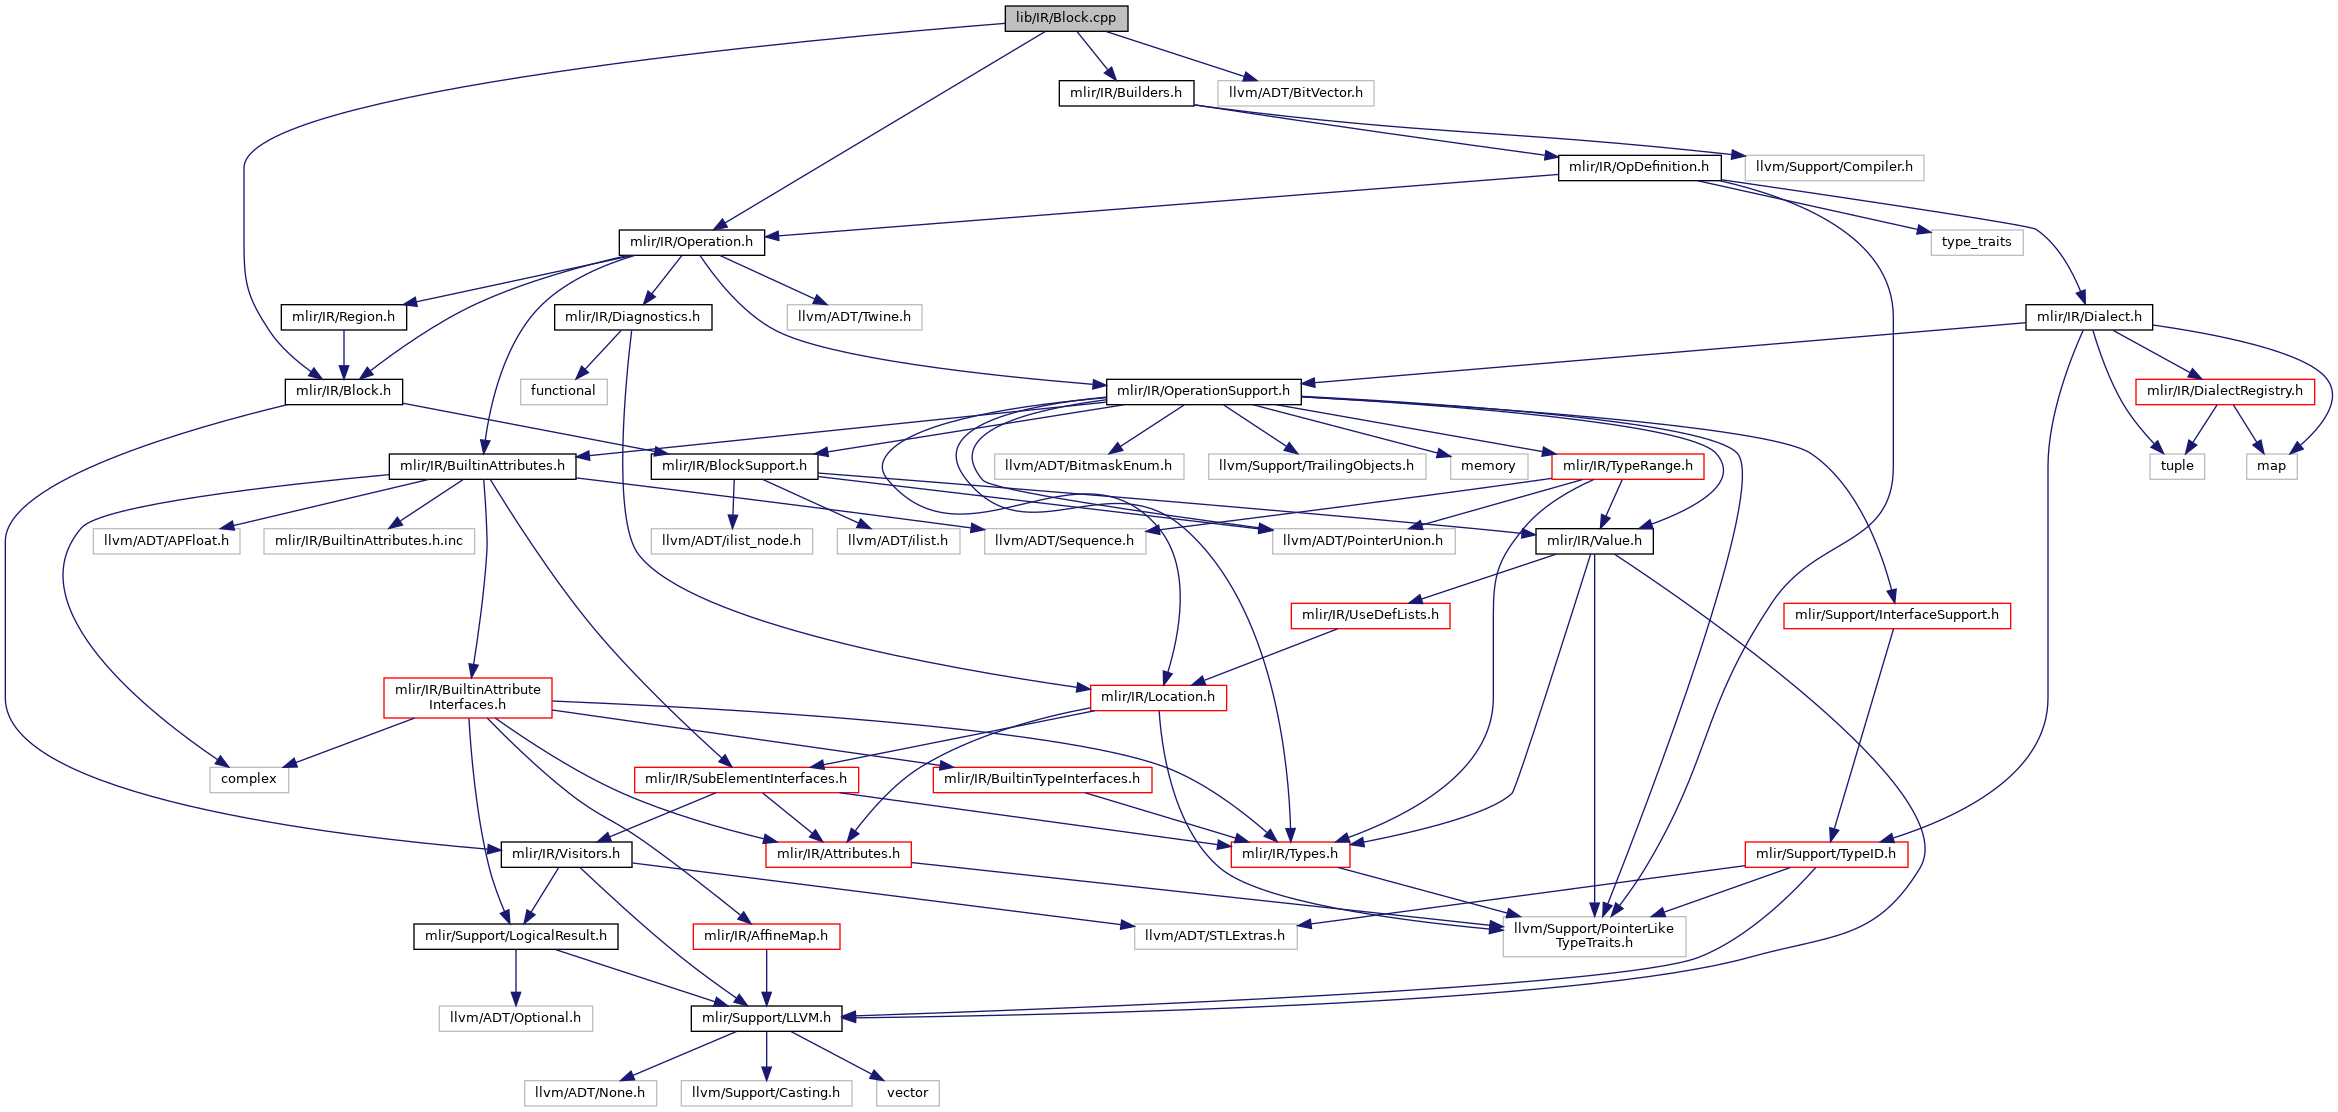 lib/IR/Block.cpp
mlir/IR/Builders.h
llvm/ADT/BitVector.h
mlir/IR/OpDefinition.h
llvm/Support/Compiler.h
mlir/IR/Operation.h
type_traits
mlir/IR/Region.h
mlir/IR/Diagnostics.h
llvm/ADT/Twine.h
mlir/IR/Dialect.h
mlir/IR/Block.h
functional
mlir/IR/OperationSupport.h
mlir/IR/DialectRegistry.h
mlir/IR/BuiltinAttributes.h
mlir/IR/BlockSupport.h
llvm/ADT/BitmaskEnum.h
llvm/Support/TrailingObjects.h
memory
mlir/IR/TypeRange.h
tuple
map
llvm/ADT/APFloat.h
mlir/IR/BuiltinAttributes.h.inc
llvm/ADT/ilist_node.h
llvm/ADT/ilist.h
llvm/ADT/Sequence.h
llvm/ADT/PointerUnion.h
mlir/IR/Value.h
mlir/IR/UseDefLists.h
mlir/Support/InterfaceSupport.h
mlir/IR/BuiltinAttribute
Interfaces.h
mlir/IR/Location.h
complex
mlir/IR/SubElementInterfaces.h
mlir/IR/BuiltinTypeInterfaces.h
mlir/IR/Visitors.h
mlir/IR/Attributes.h
mlir/IR/Types.h
mlir/Support/TypeID.h
mlir/Support/LogicalResult.h
mlir/IR/AffineMap.h
llvm/ADT/STLExtras.h
llvm/Support/PointerLike
TypeTraits.h
llvm/ADT/Optional.h
mlir/Support/LLVM.h
llvm/ADT/None.h
llvm/Support/Casting.h
vector